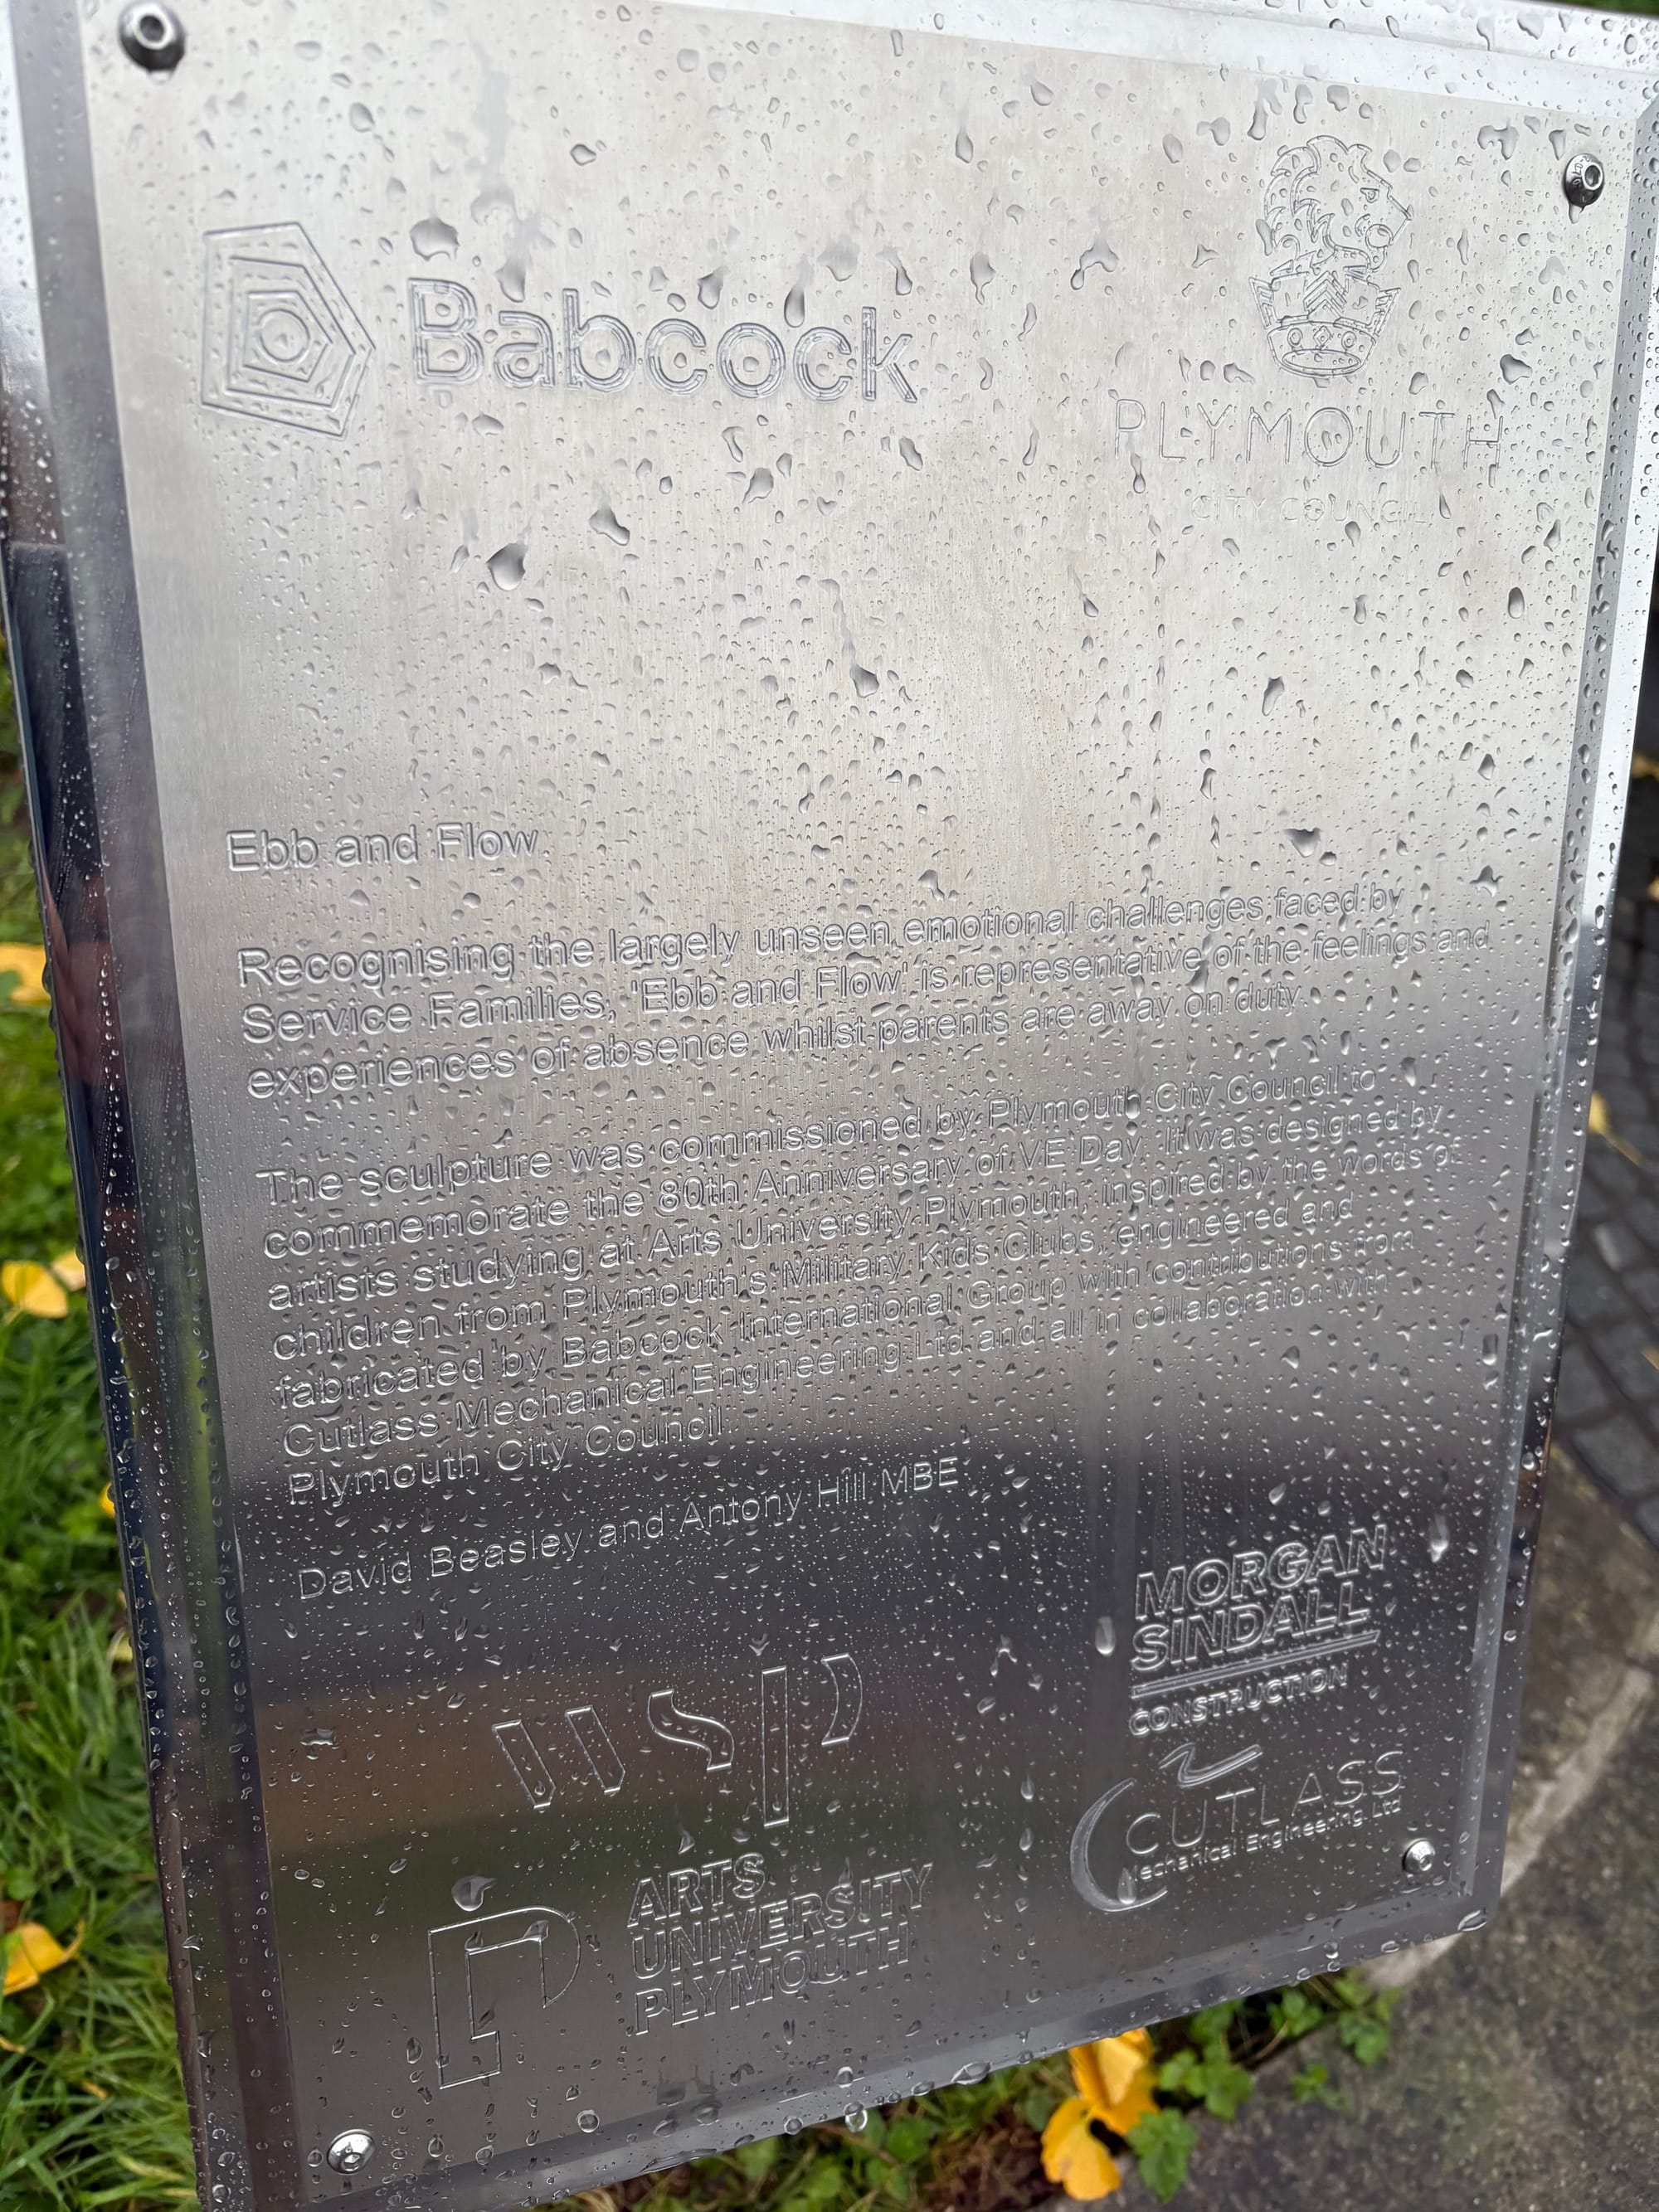 Babcock
PLYMOUTH
CITY COUNCIL
Ebb and Flow
Recognising the largely unseen emotional challenges faced by
Service Families, 'Ebb and Flow' is representative of the feelings and
experiences of absence whilst parents are away on duty.
The sculpture was commissioned by Plymouth City Council to
commemorate the 80th Anniversary of VE Day. It was designed by
artists studying at Arts University Plymouth, inspired by the words of
children from Plymouth's Military Kids Clubs, engineered and
fabricated by Babcock International Group with contributions from
Cutlass Mechanical Engineering Ltd and all in collaboration with
Plymouth City Council
David Beasley and Antony Hill MBE
MORGAN
SINDALL
CONSTRUCTION
wsp
CUTLASS
Mechanical Engineering Ltd
ARTS
UNIVERSITY
PLYMOUTH